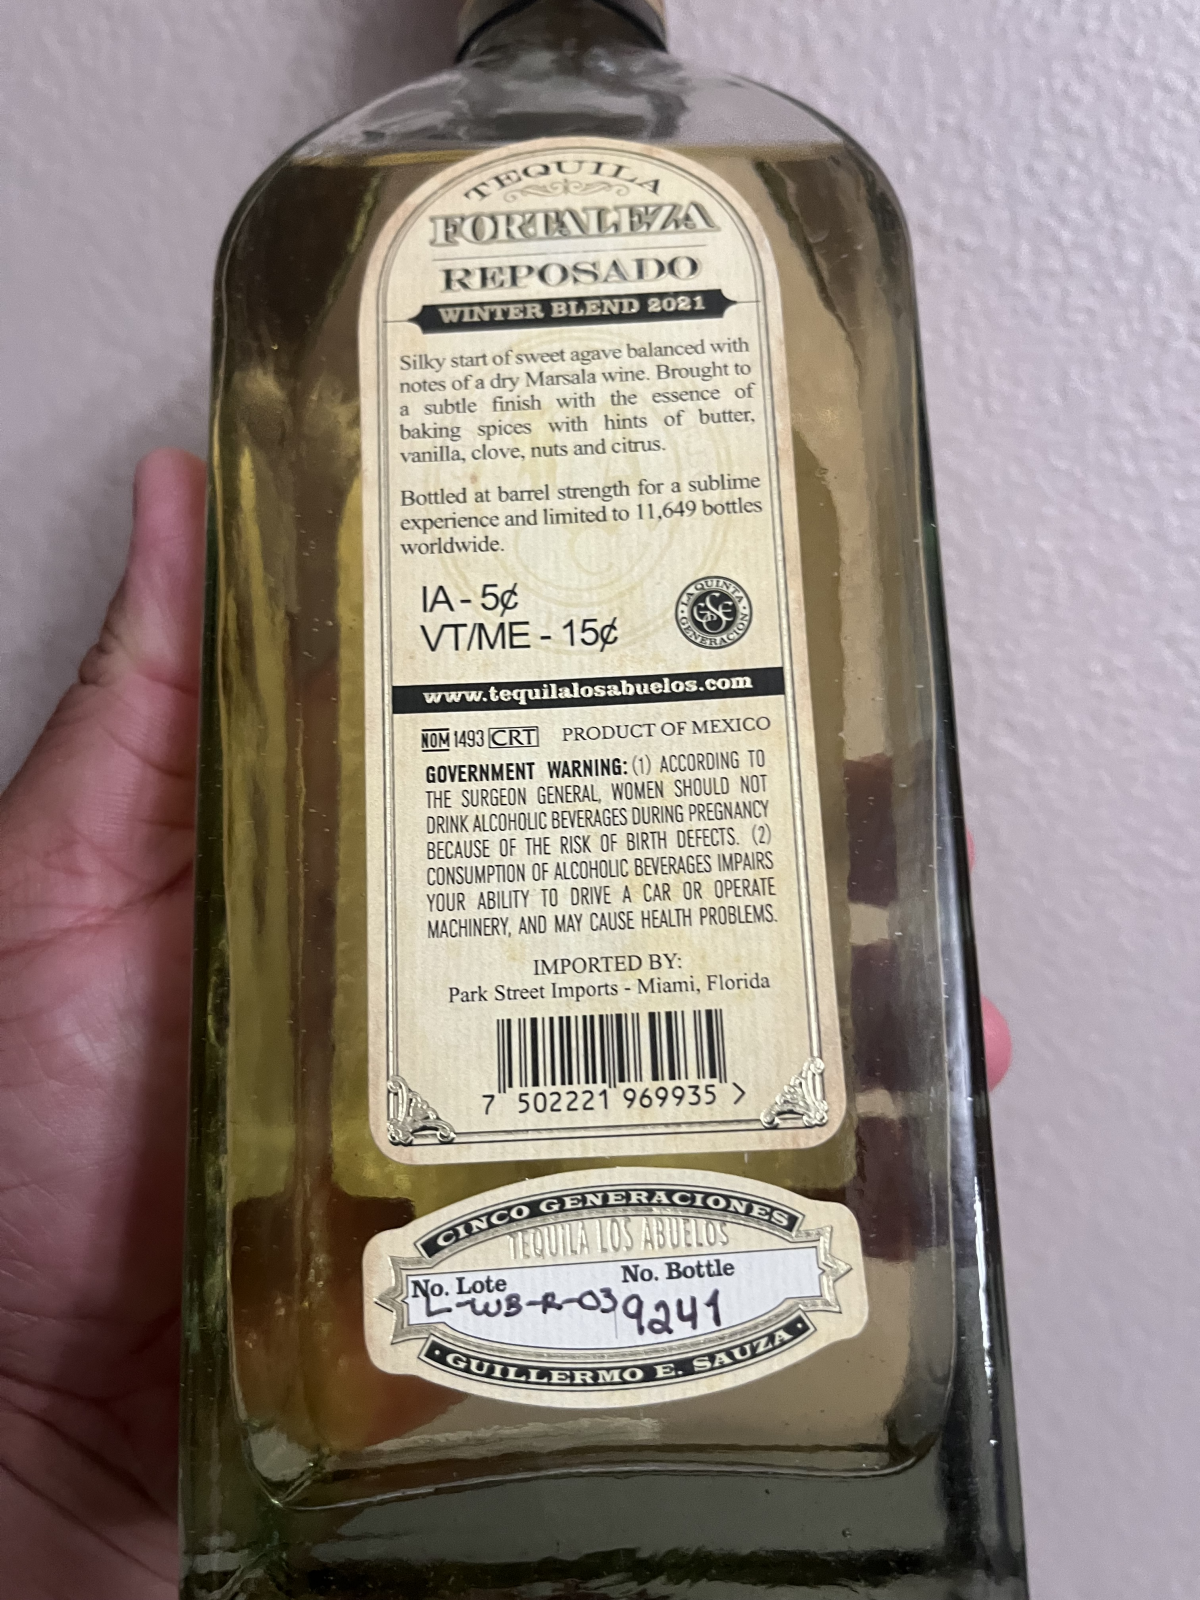 TEQUILA
FORTALEZA
REPOSADO
WINTER BLEND 2021
Silky start of sweet agave balanced with
notes of a dry Marsala wine. Brought to
a subtle finish with the essence of
baking spices with hints of butter,
vanilla, clove, nuts and citrus.
Bottled at barrel strength for a sublime
experience and limited to 11,649 bottles
worldwide.
IA - 5¢
VT/ME - 15¢
LA QUINTA
GENERACION
www.tequilalosabuelos.com
NOM 1493 CRT PRODUCT OF MEXICO
GOVERNMENT WARNING: (1) ACCORDING TO
THE SURGEON GENERAL, WOMEN SHOULD NOT
DRINK ALCOHOLIC BEVERAGES DURING PREGNANCY
BECAUSE OF THE RISK OF BIRTH DEFECTS. (2)
CONSUMPTION OF ALCOHOLIC BEVERAGES IMPAIRS
YOUR ABILITY TO DRIVE A CAR OR OPERATE
MACHINERY, AND MAY CAUSE HEALTH PROBLEMS.
IMPORTED BY:
Park Street Imports - Miami, Florida
7 502221 969935 >
CINCO GENERACIONES
TEQUILA LOS ABUELOS
No. Lote No. Bottle
L-WB-R-03 9241
GUILLERMO E. SAUZA